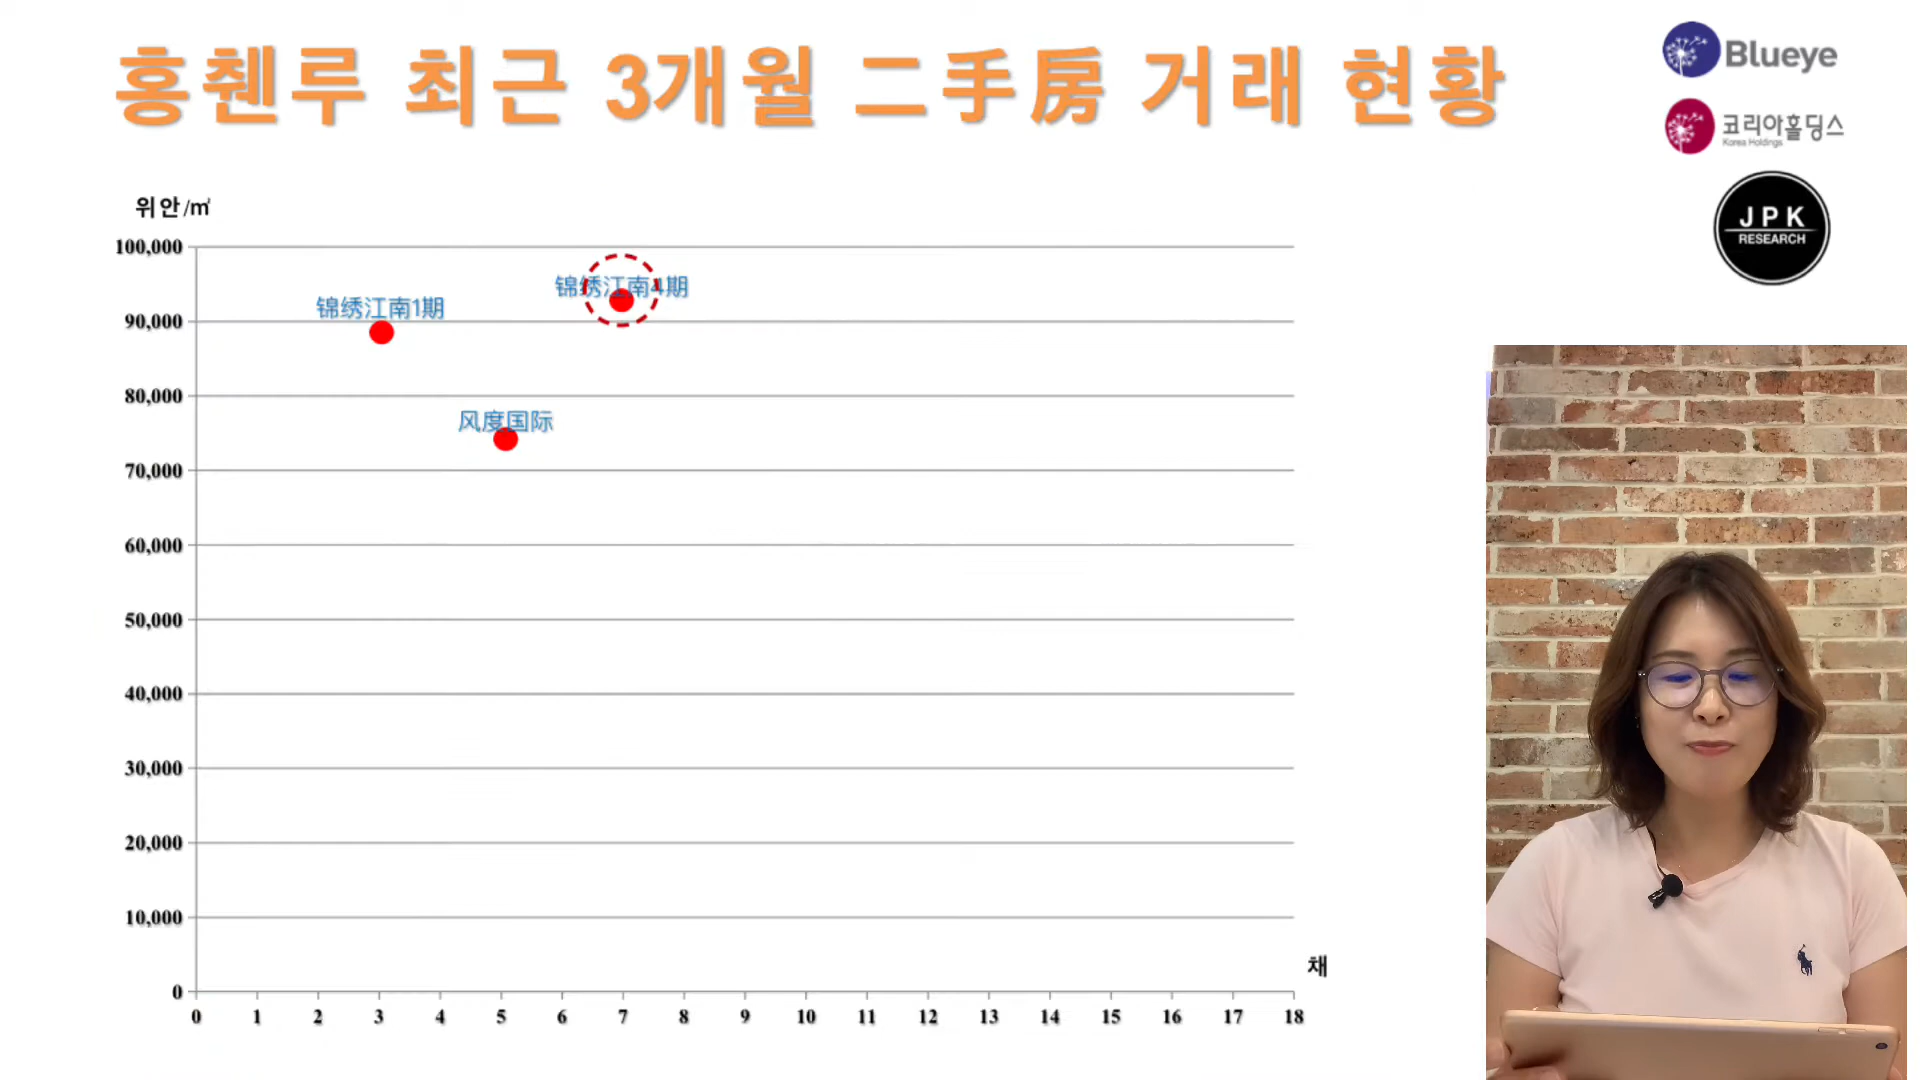 홍췐루 최근 3개월 二手房 거래 현황
Blueye
코리아홀딩스
Korea Holdings
JPK
RESEARCH
위안/㎡
100,000
90,000
80,000
70,000
60,000
50,000
40,000
30,000
20,000
10,000
0
锦绣江南1期
锦绣江南4期
风度国际
채
0 1 2 3 4 5 6 7 8 9 10 11 12 13 14 15 16 17 18